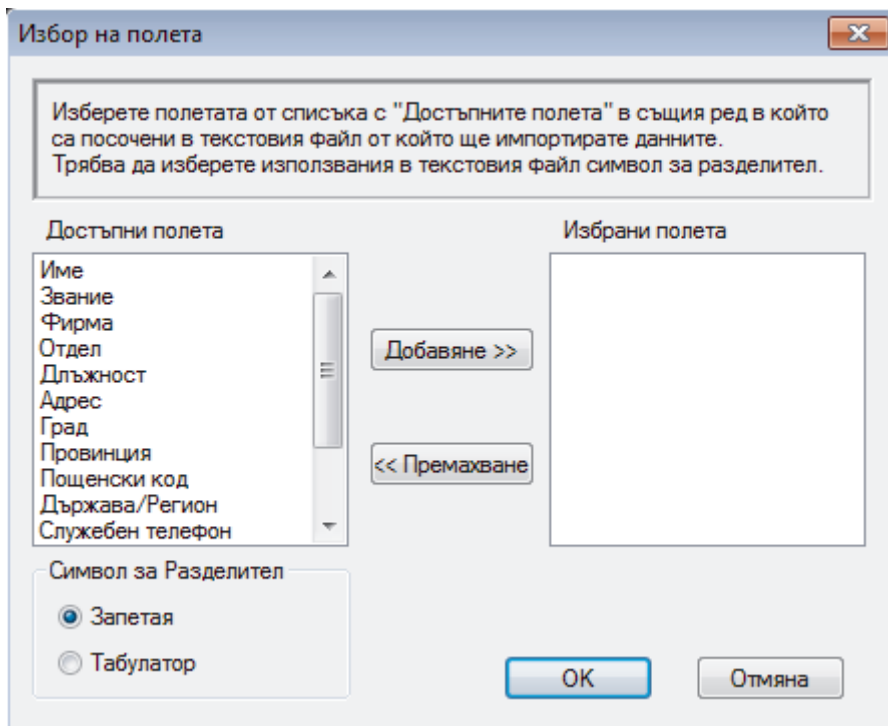 Избор на полета
Изберете полетата от списъка с "Достъпните полета" в същия ред в който
са посочени в текстовия файл от който ще импортирате данните.
Трябва да изберете използвания в текстовия файл символ за разделител.
Достъпни полета
Име
Звание
Фирма
Отдел
Длъжност
Адрес
Град
Провинция
Пощенски код
Държава/Регион
Служебен телефон
Добавяне >>
<< Премахване
Избрани полета
Символ за Разделител
Запетая
Табулатор
OK
Отмяна